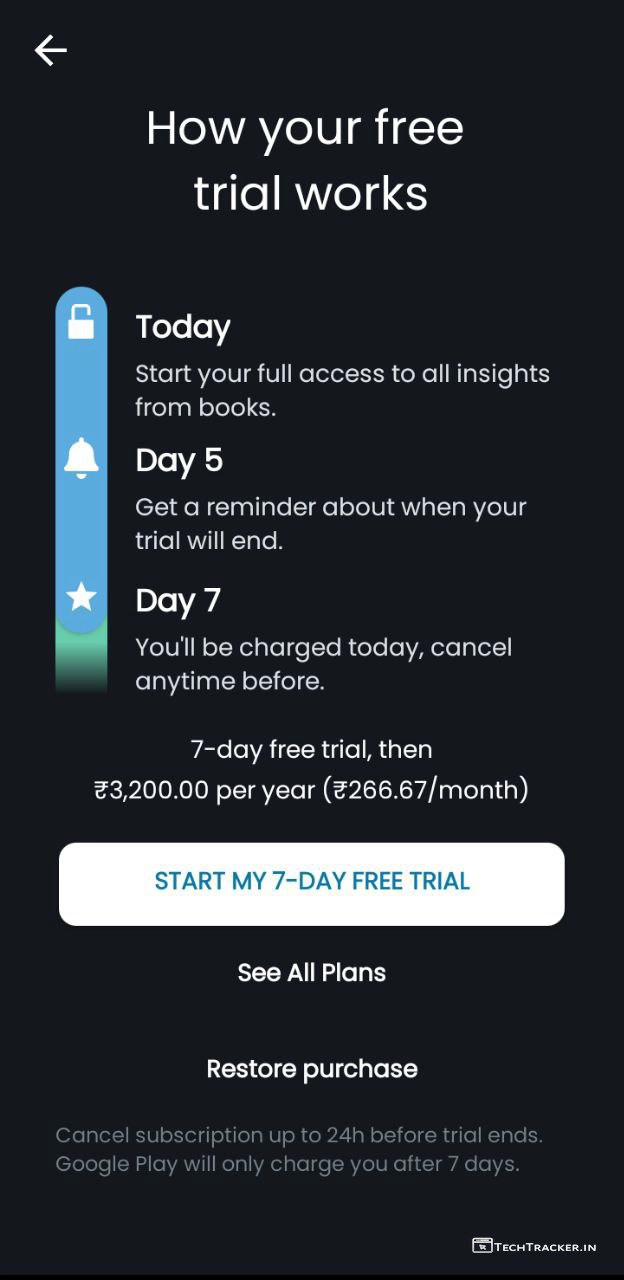 How your free
trial works
Today
Start your full access to all insights
from books.
Day 5
Get a reminder about when your
trial will end.
Day 7
You'll be charged today, cancel
anytime before.
7-day free trial, then
₹3,200.00 per year (₹266.67/month)
START MY 7-DAY FREE TRIAL
See All Plans
Restore purchase
Cancel subscription up to 24h before trial ends.
Google Play will only charge you after 7 days.
TECHTRACKER.IN